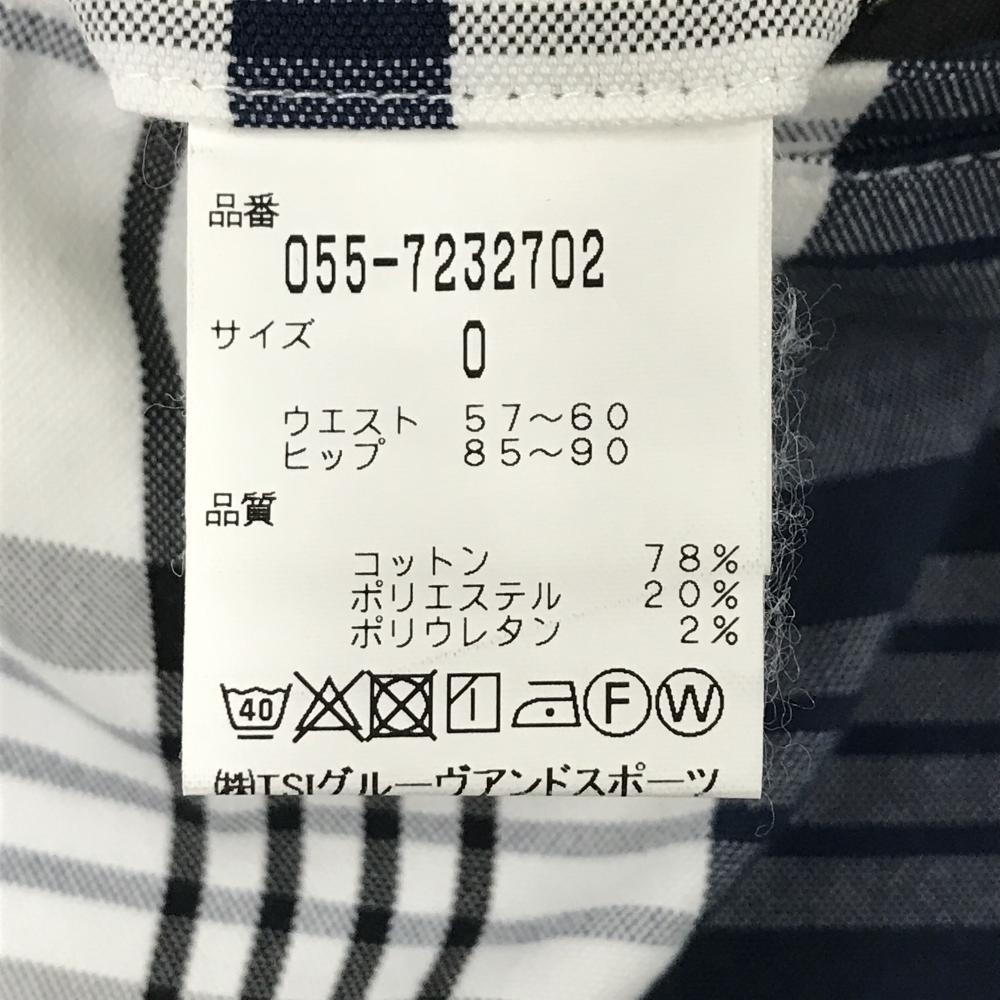 品番
055-7232702
サイズ
0
ウエスト 57～60
ヒップ 85～90
品質
コットン 78%
ポリエステル 20%
ポリウレタン 2%
40 F W
㈱TSIグルーヴアンドスポーツ